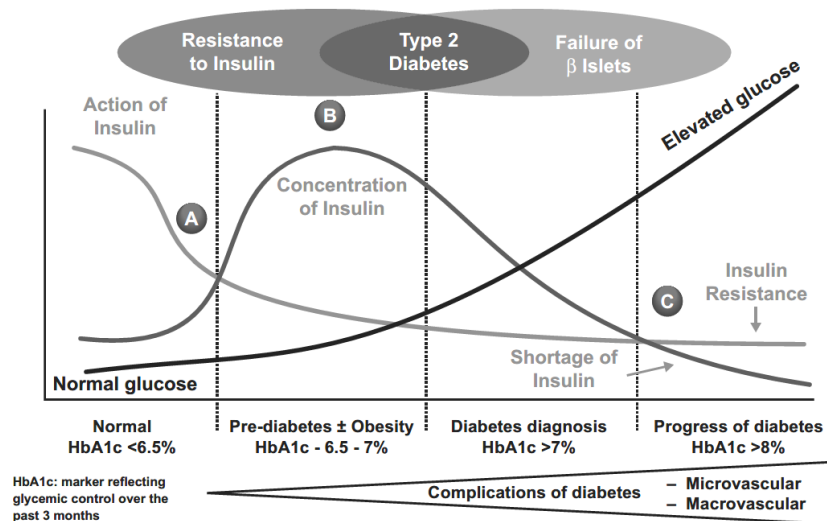 Resistance
to Insulin
Type 2
Diabetes
Failure of
β Islets
Action of
Insulin
A
B
Concentration
of Insulin
Elevated glucose
C
Insulin
Resistance
Shortage of
Insulin
Normal glucose
Normal
HbA1c <6.5%
Pre-diabetes ± Obesity
HbA1c - 6.5 - 7%
Diabetes diagnosis
HbA1c >7%
Progress of diabetes
HbA1c >8%
HbA1c: marker reflecting
glycemic control over the
past 3 months
Complications of diabetes
– Microvascular
– Macrovascular